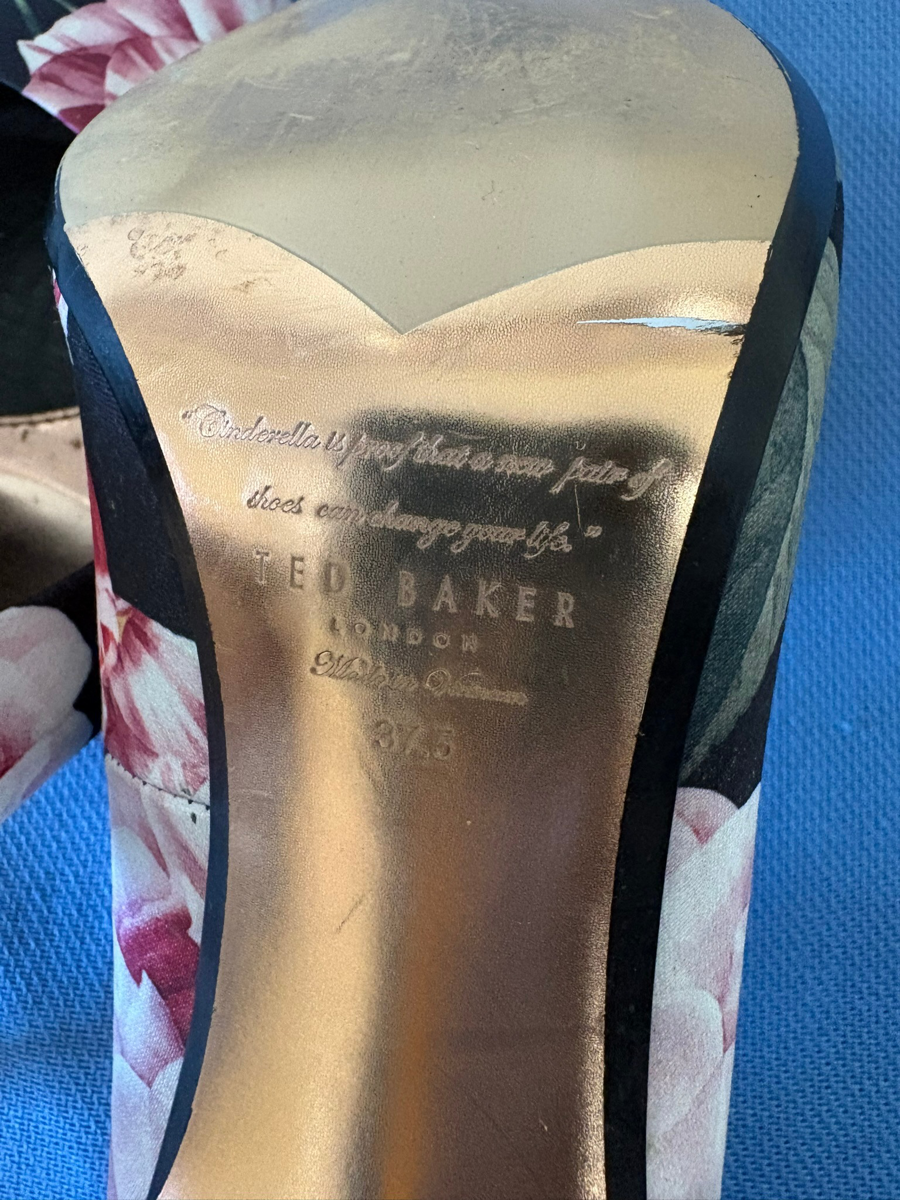 "Cinderella is proof that a new pair of
shoes can change your life."
TED BAKER
LONDON
Made in Vietnam
37.5